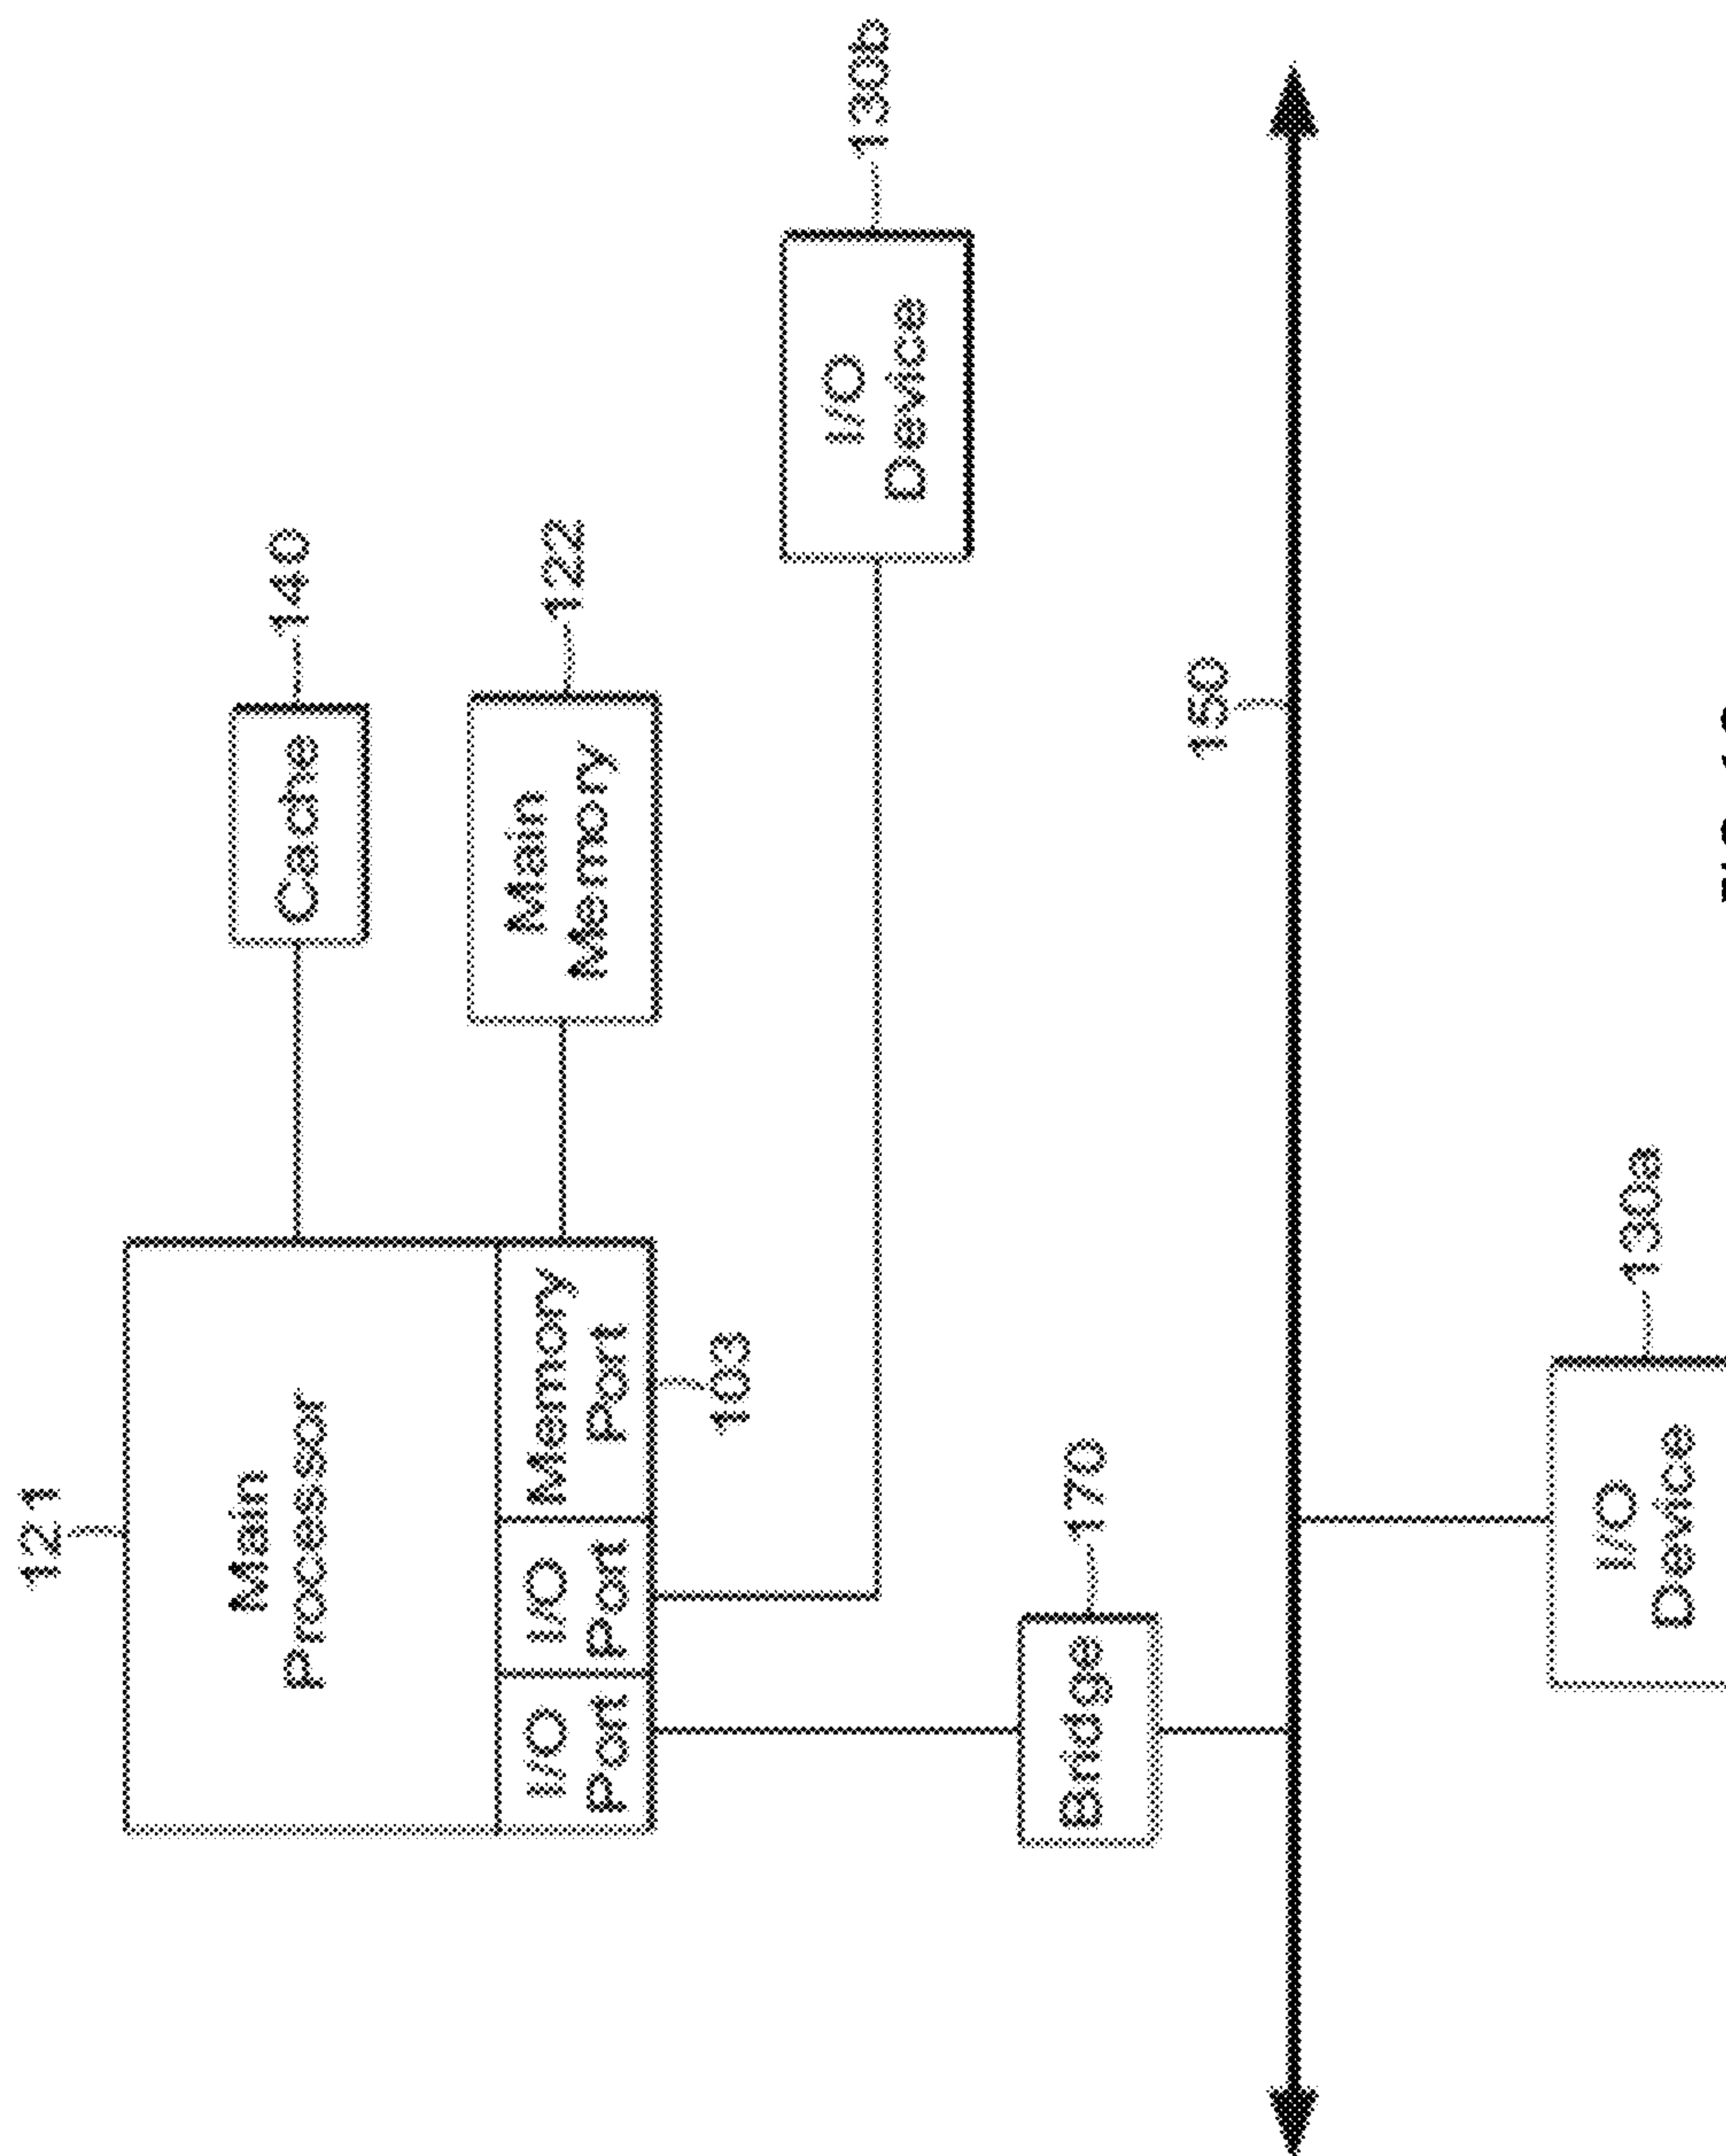 121
Main
Processor
Cache
140
I/O
Port
I/O
Port
Memory
Port
Main
Memory
122
103
I/O
Device
130b
Bridge
170
150
I/O
Device
130a